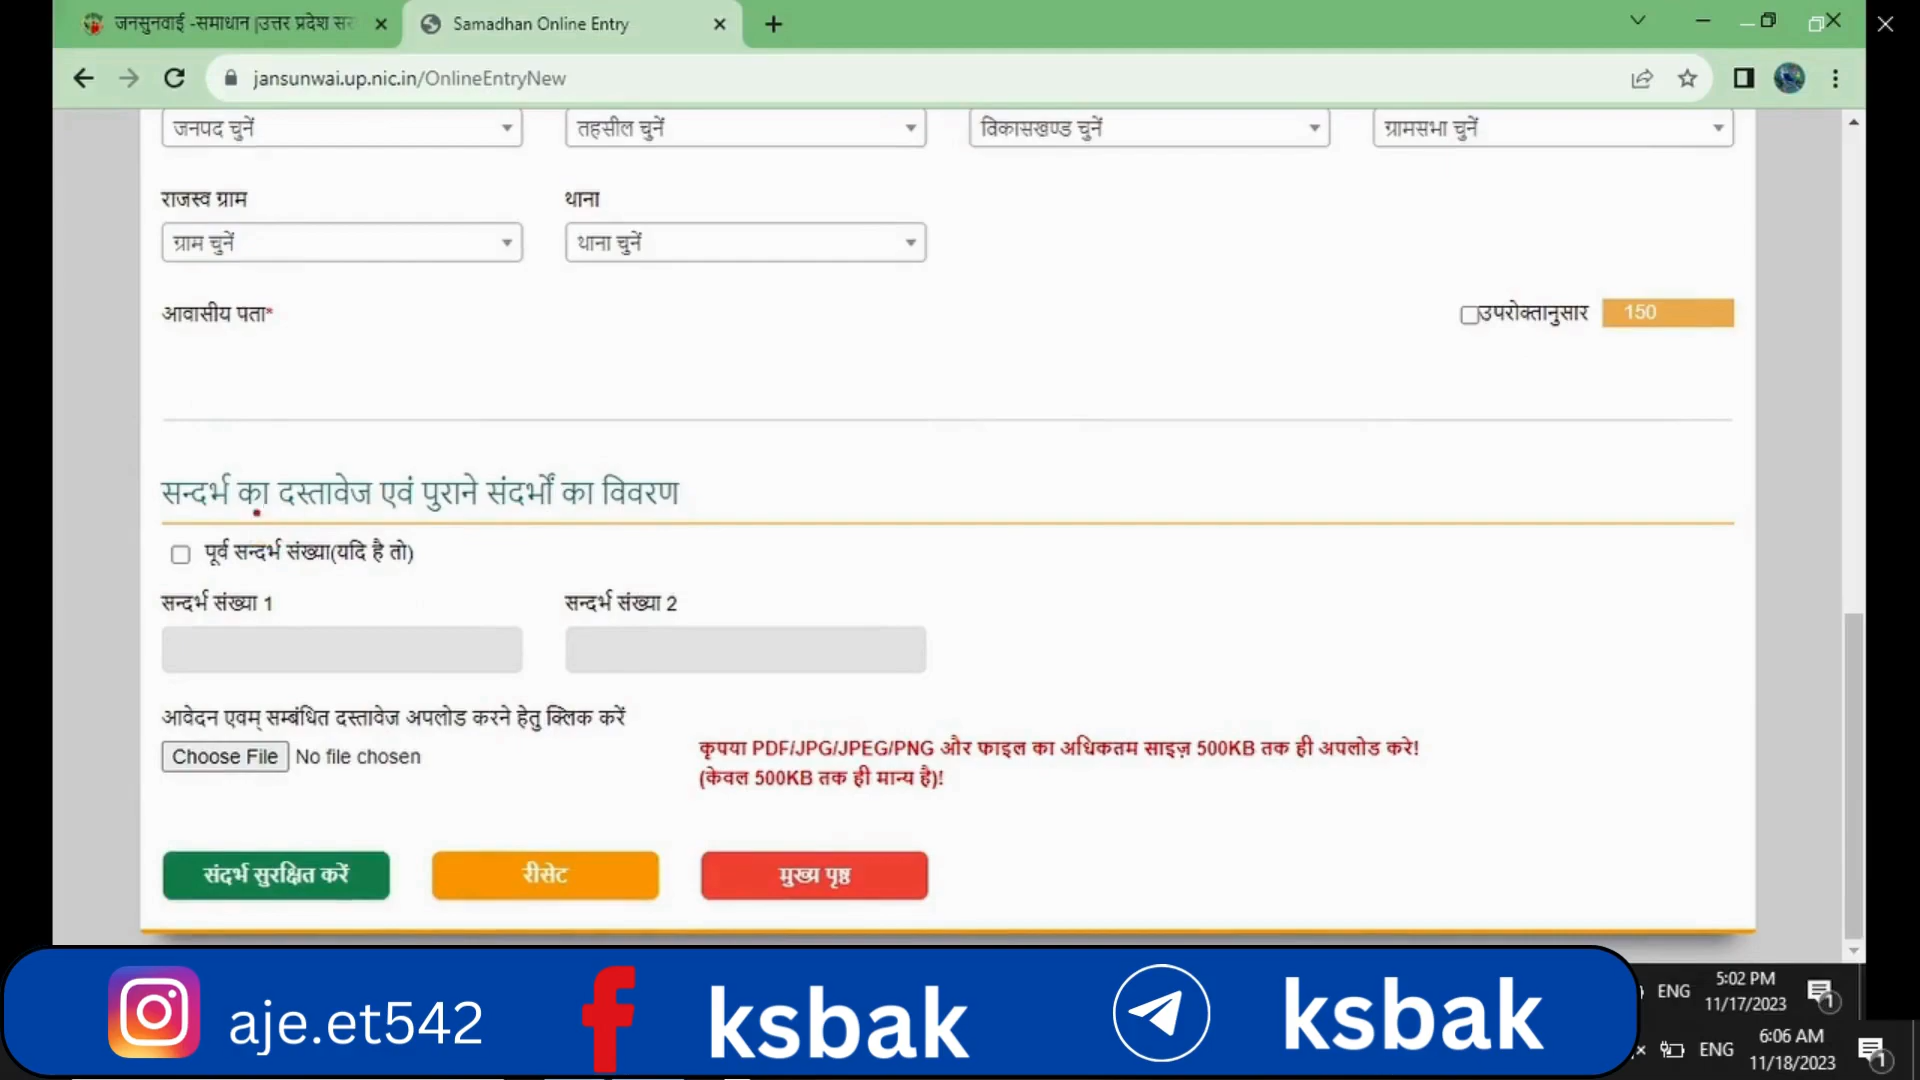 जनसुनवाई -समाधान |उत्तर प्रदेश सर
Samadhan Online Entry
jansunwai.up.nic.in/OnlineEntryNew
जनपद चुनें
तहसील चुनें
विकासखण्ड चुनें
ग्रामसभा चुनें
राजस्व ग्राम
थाना
ग्राम चुनें
थाना चुनें
आवासीय पता*
उपरोक्तानुसार
150
सन्दर्भ का दस्तावेज एवं पुराने संदर्भों का विवरण
पूर्व सन्दर्भ संख्या(यदि है तो)
सन्दर्भ संख्या 1
सन्दर्भ संख्या 2
आवेदन एवम् सम्बंधित दस्तावेज अपलोड करने हेतु क्लिक करें
Choose File No file chosen
कृपया PDF/JPG/JPEG/PNG और फाइल का अधिकतम साइज़ 500KB तक ही अपलोड करे!
(केवल 500KB तक ही मान्य है)!
संदर्भ सुरक्षित करें
रीसेट
मुख्य पृष्ठ
aje.et542
ksbak
ksbak
ENG
5:02 PM
11/17/2023
1
ENG
6:06 AM
11/18/2023
1